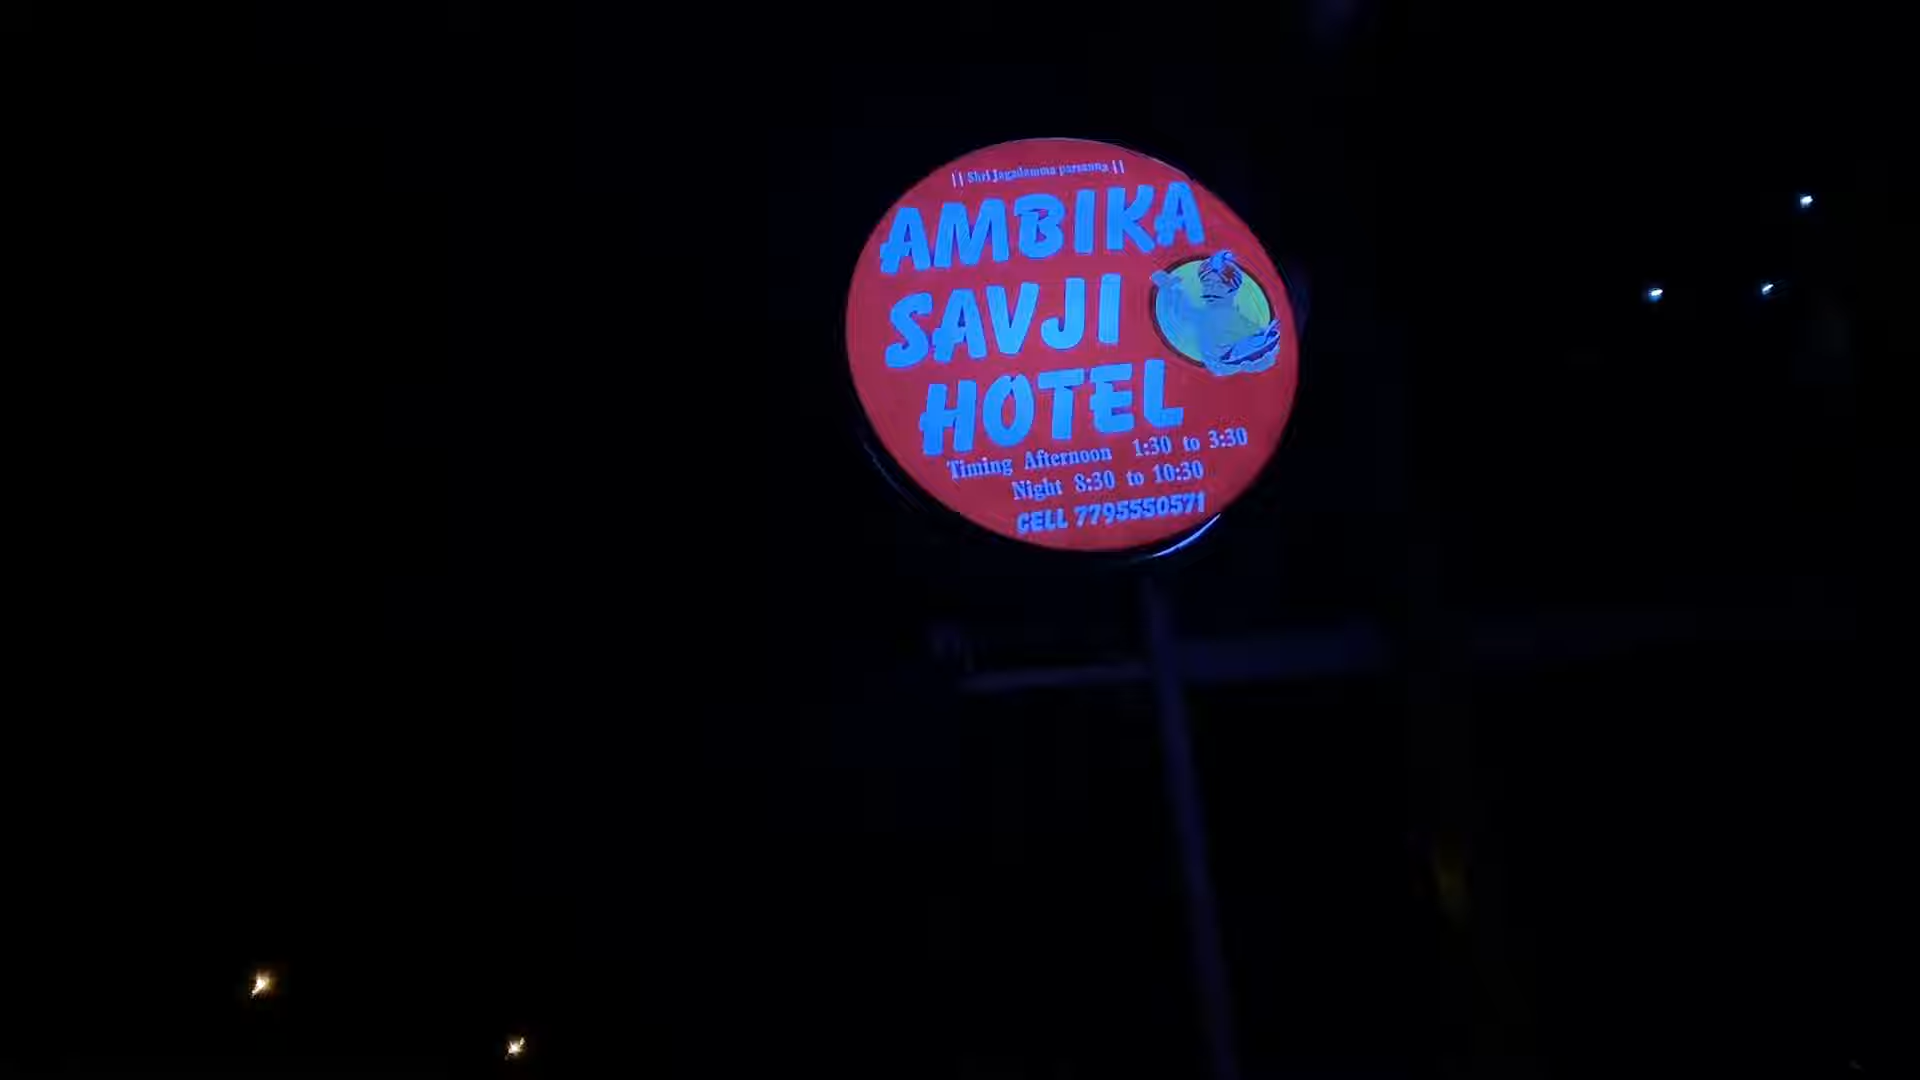 || Shri Jagadamma parsanna ||
AMBIKA
SAVJI
HOTEL
Timing Afternoon 1:30 to 3:30
Night 8:30 to 10:30
CELL 7795550571